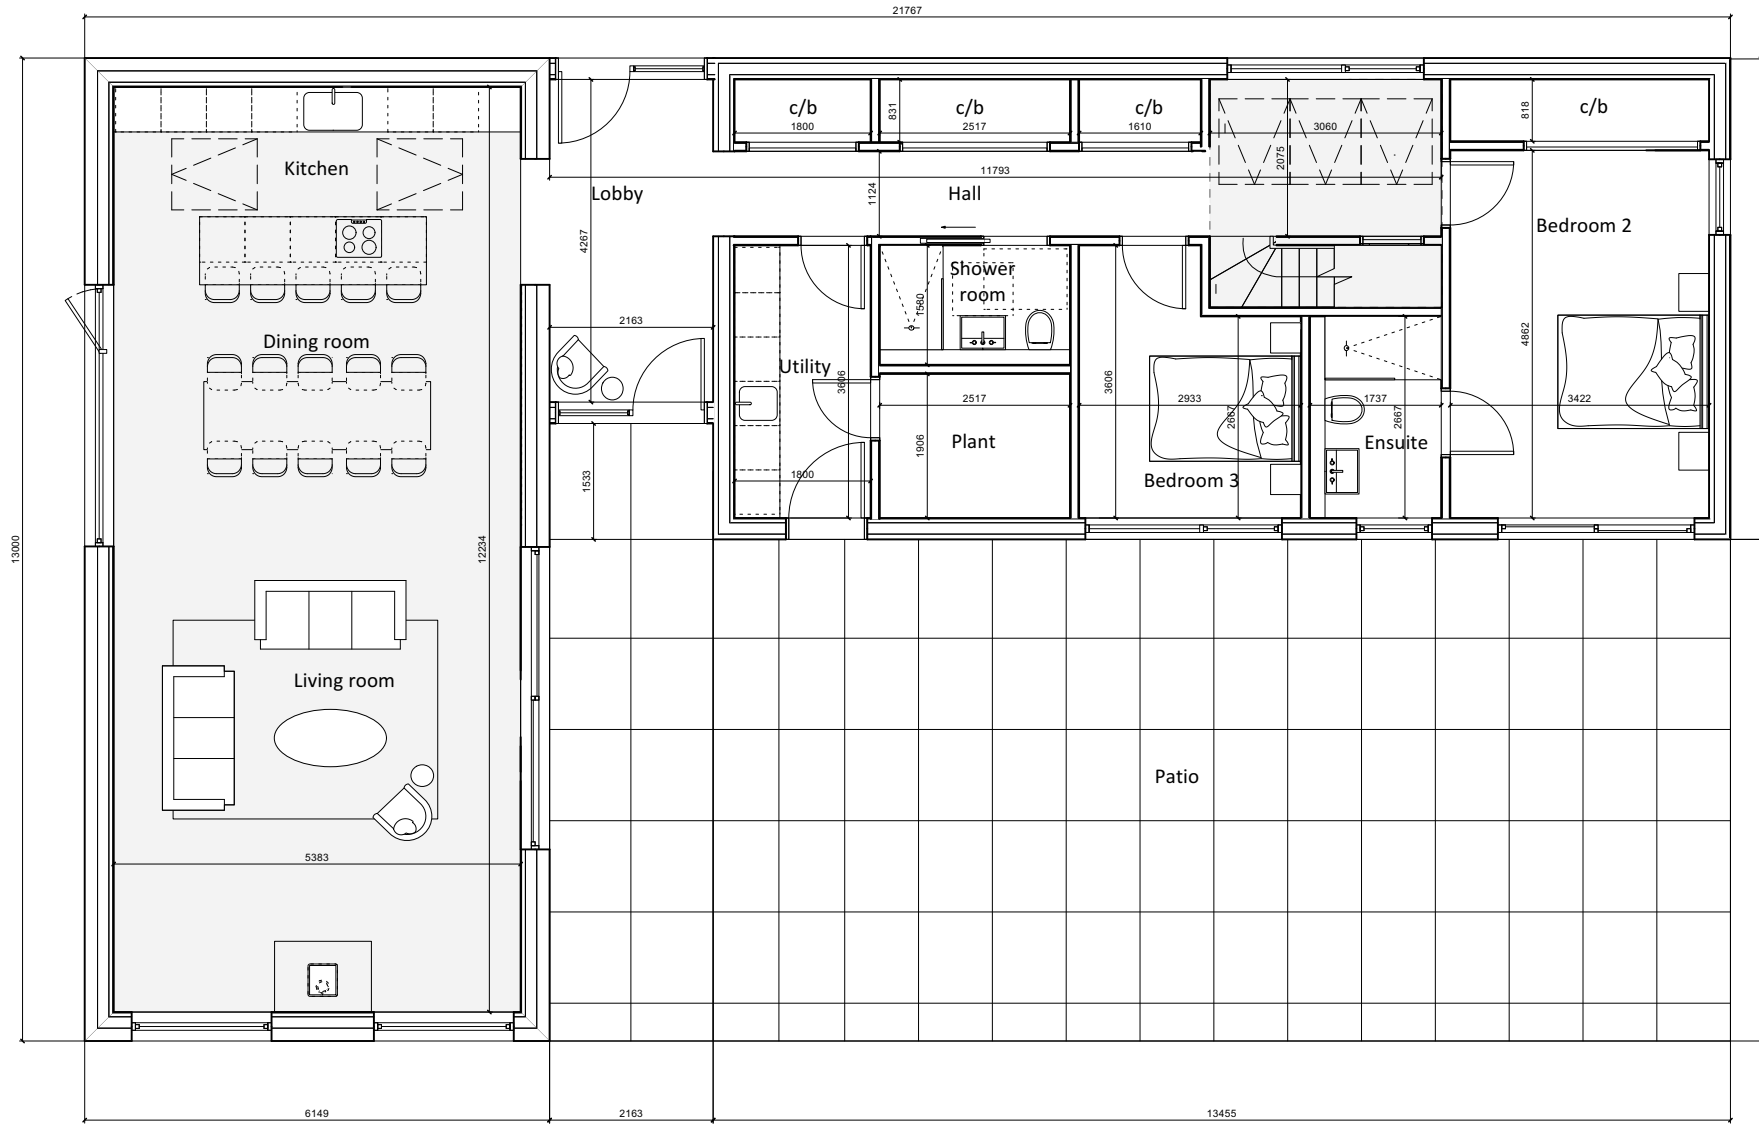 21767
c/b
1800
831
c/b
2517
c/b
1610
3060
2075
818
c/b
Kitchen
11793
Lobby
1124
Hall
Bedroom 2
4267
Shower
room
1580
2163
Dining room
Utility
3606
3606
4862
2517
2933
2667
1737
2667
3422
Plant
1906
Ensuite
1800
Bedroom 3
1533
13000
12234
Living room
Patio
5383
6149
2163
13455